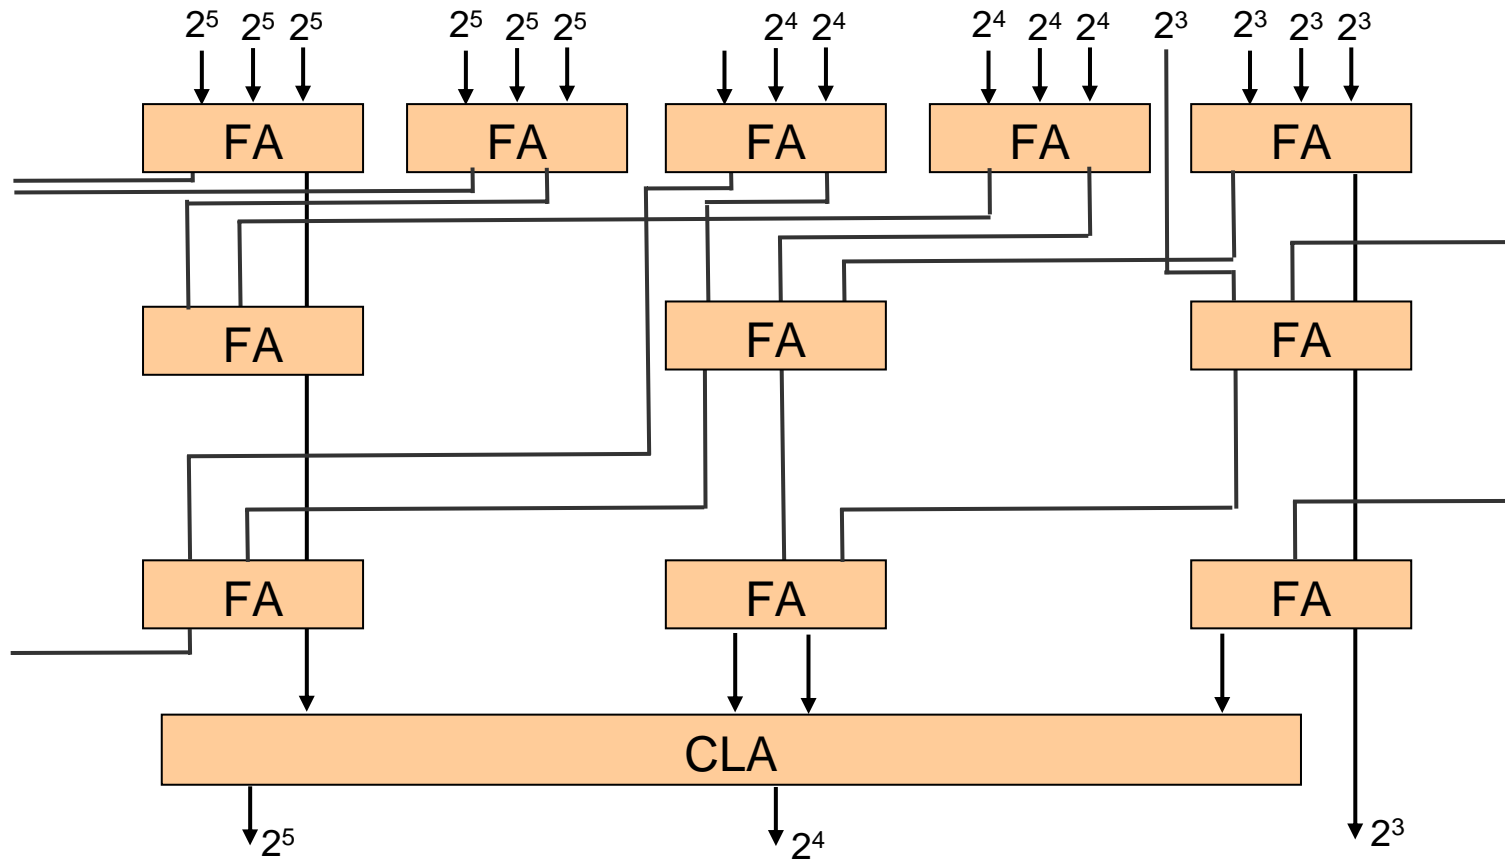 2⁵ 2⁵ 2⁵ 2⁵ 2⁵ 2⁵ 2⁴ 2⁴ 2⁴ 2⁴ 2⁴ 2³ 2³ 2³ 2³
FA FA FA FA FA
FA FA FA
FA FA FA
CLA
2⁵ 2⁴ 2³